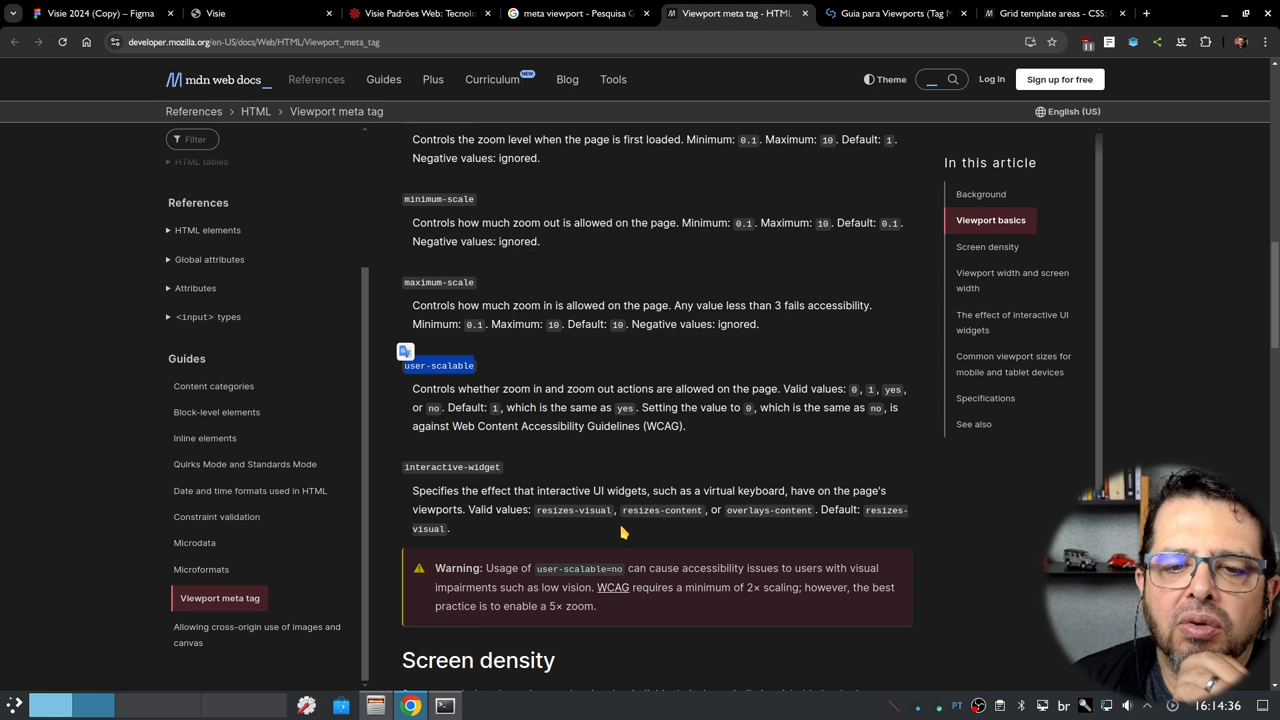 Visie 2024 (Copy) – Figma
Visie
Visie Padrões Web: Tecnolo
meta viewport - Pesquisa G
Viewport meta tag - HTML
Guia para Viewports (Tag M
Grid template areas - CSS: C
developer.mozilla.org/en-US/docs/Web/HTML/Viewport_meta_tag
mdn web docs_
References
Guides
Plus
Curriculum NEW
Blog
Tools
Theme
Log in
Sign up for free
References > HTML > Viewport meta tag
English (US)
Filter
HTML tables
References
HTML elements
Global attributes
Attributes
<input> types
Guides
Content categories
Block-level elements
Inline elements
Quirks Mode and Standards Mode
Date and time formats used in HTML
Constraint validation
Microdata
Microformats
Viewport meta tag
Allowing cross-origin use of images and
canvas
Controls the zoom level when the page is first loaded. Minimum: 0.1. Maximum: 10. Default: 1.
Negative values: ignored.
minimum-scale
Controls how much zoom out is allowed on the page. Minimum: 0.1. Maximum: 10. Default: 0.1.
Negative values: ignored.
maximum-scale
Controls how much zoom in is allowed on the page. Any value less than 3 fails accessibility.
Minimum: 0.1. Maximum: 10. Default: 10. Negative values: ignored.
user-scalable
Controls whether zoom in and zoom out actions are allowed on the page. Valid values: 0, 1, yes,
or no. Default: 1, which is the same as yes. Setting the value to 0, which is the same as no, is
against Web Content Accessibility Guidelines (WCAG).
interactive-widget
Specifies the effect that interactive UI widgets, such as a virtual keyboard, have on the page's
viewports. Valid values: resizes-visual, resizes-content, or overlays-content. Default: resizes-
visual.
Warning: Usage of user-scalable=no can cause accessibility issues to users with visual
impairments such as low vision. WCAG requires a minimum of 2× scaling; however, the best
practice is to enable a 5× zoom.
Screen density
In this article
Background
Viewport basics
Screen density
Viewport width and screen
width
The effect of interactive UI
widgets
Common viewport sizes for
mobile and tablet devices
Specifications
See also
PT
br
16:14:36